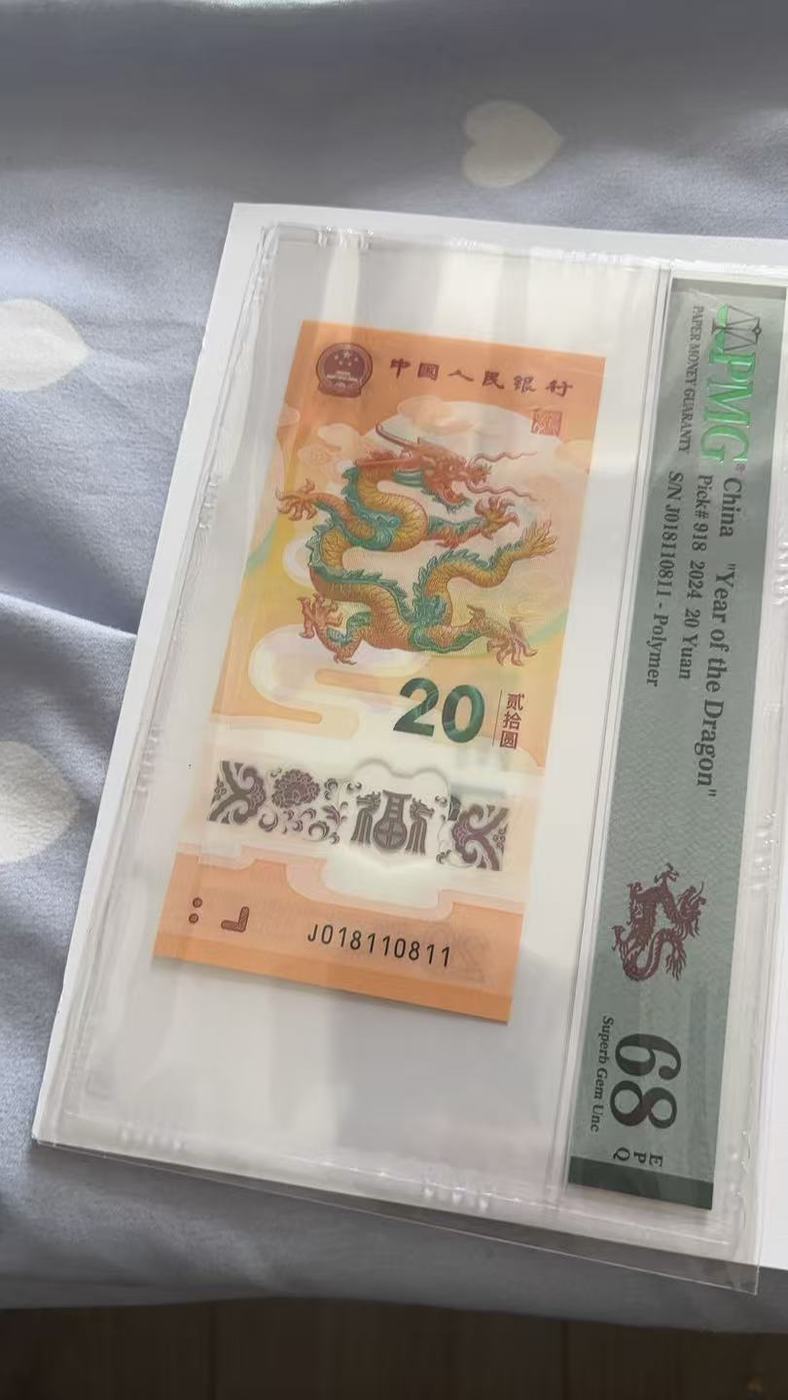 中国人民银行
20
贰拾圆
福
J018110811
PMG®
PAPER MONEY GUARANTY
China "Year of the Dragon"
Pick# 918 2024 20 Yuan
S/N J018110811 - Polymer
68
EPQ
Superb Gem Unc